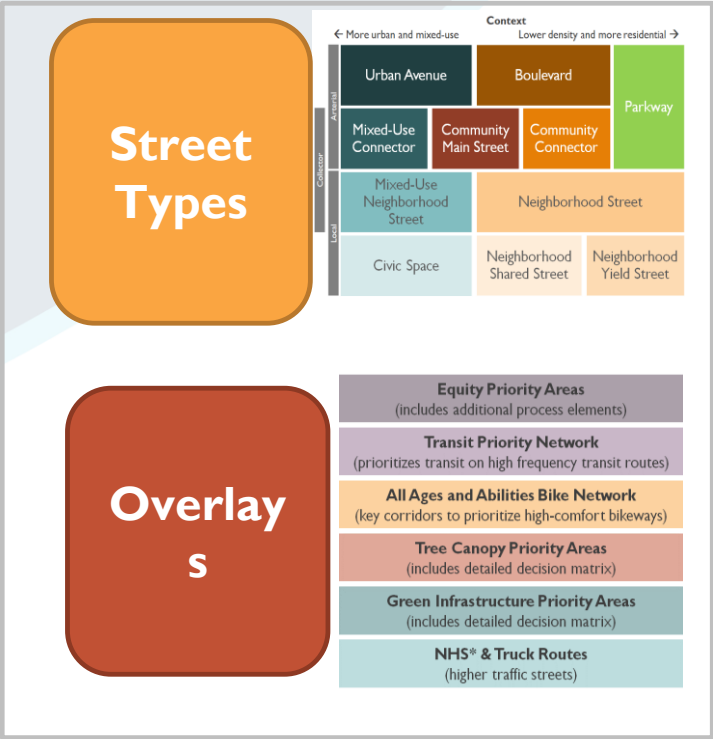 Street
Types
Context
← More urban and mixed-use
Lower density and more residential →
Arterial
Collector
Local
Urban Avenue
Boulevard
Parkway
Mixed-Use
Connector
Community
Main Street
Community
Connector
Mixed-Use
Neighborhood
Street
Neighborhood Street
Civic Space
Neighborhood
Shared Street
Neighborhood
Yield Street
Overlay
s
Equity Priority Areas
(includes additional process elements)
Transit Priority Network
(prioritizes transit on high frequency transit routes)
All Ages and Abilities Bike Network
(key corridors to prioritize high-comfort bikeways)
Tree Canopy Priority Areas
(includes detailed decision matrix)
Green Infrastructure Priority Areas
(includes detailed decision matrix)
NHS* & Truck Routes
(higher traffic streets)